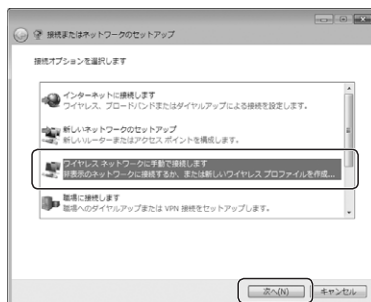 接続またはネットワークのセットアップ
接続オプションを選択します
インターネットに接続します
ワイヤレス、ブロードバンドまたはダイヤルアップによる接続を設定します。
新しいネットワークのセットアップ
新しいルーターまたはアクセス ポイントを構成します。
ワイヤレス ネットワークに手動で接続します
非表示のネットワークに接続するか、または新しいワイヤレス プロファイルを作成...
職場に接続します
職場へのダイヤルアップまたは VPN 接続をセットアップします。
次へ(N) キャンセル